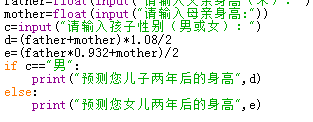 father=float(input("请输入父亲身高(米): "))
mother=float(input("请输入母亲身高:"))
c=input("请输入孩子性别（男或女）：")
d=(father+mother)*1.08/2
e=(father*0.932+mother)/2
if c=="男":
    print("预测您儿子两年后的身高",d)
else:
    print("预测您女儿两年后的身高",e)